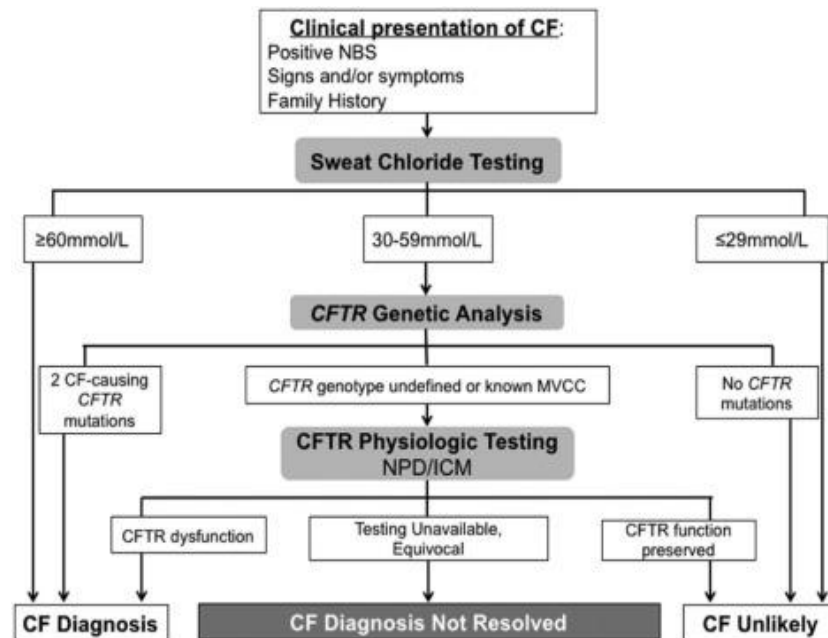 Clinical presentation of CF:
Positive NBS
Signs and/or symptoms
Family History
Sweat Chloride Testing
≥60mmol/L
30-59mmol/L
≤29mmol/L
CFTR Genetic Analysis
2 CF-causing
CFTR
mutations
CFTR genotype undefined or known MVCC
No CFTR
mutations
CFTR Physiologic Testing
NPD/ICM
CFTR dysfunction
Testing Unavailable,
Equivocal
CFTR function
preserved
CF Diagnosis
CF Diagnosis Not Resolved
CF Unlikely